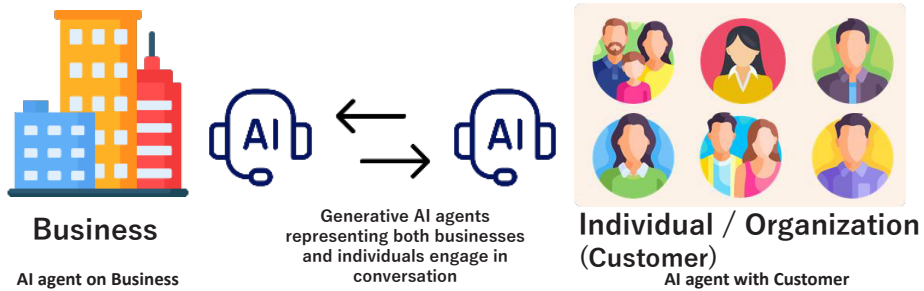 AI
AI
Business
AI agent on Business
Generative AI agents
representing both businesses
and individuals engage in
conversation
Individual / Organization
(Customer)
AI agent with Customer